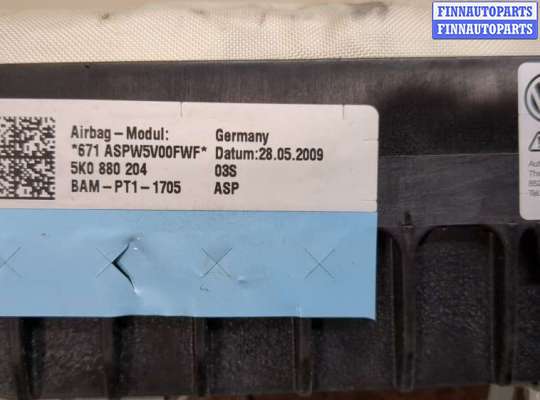 FINNAUTOPARTS
FINNAUTOPARTS
Airbag-Modul: Germany
*671 ASPW5V00FWF* Datum:28.05.2009
5K0 880 204 03S
BAM-PT1-1705 ASP